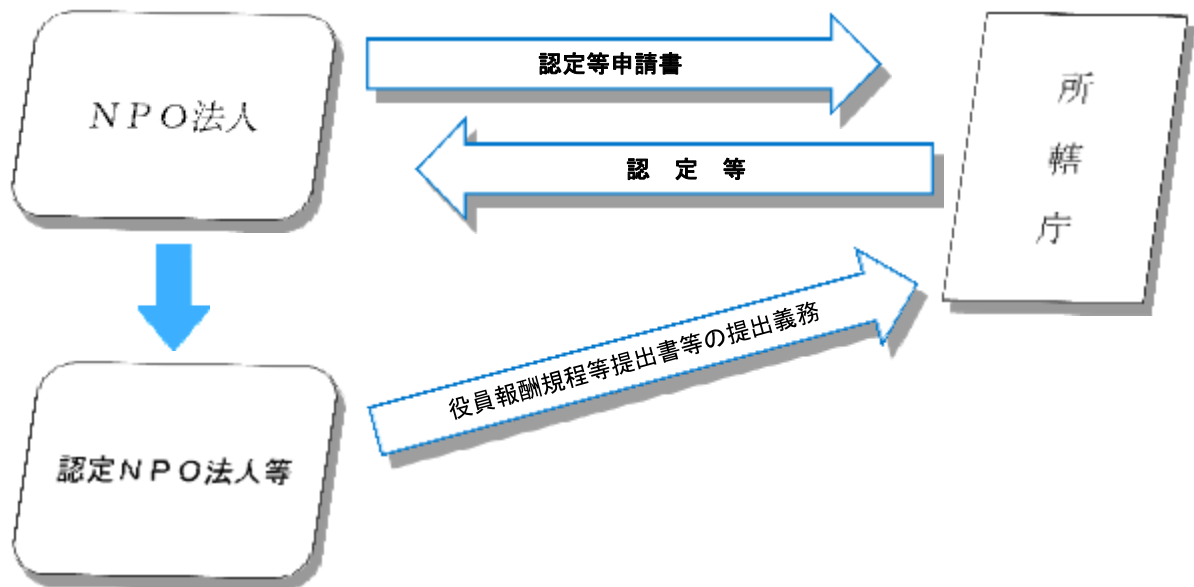 NPO法人
認定等申請書
認 定 等
所
轄
庁
役員報酬規程等提出書等の提出義務
認定NPO法人等